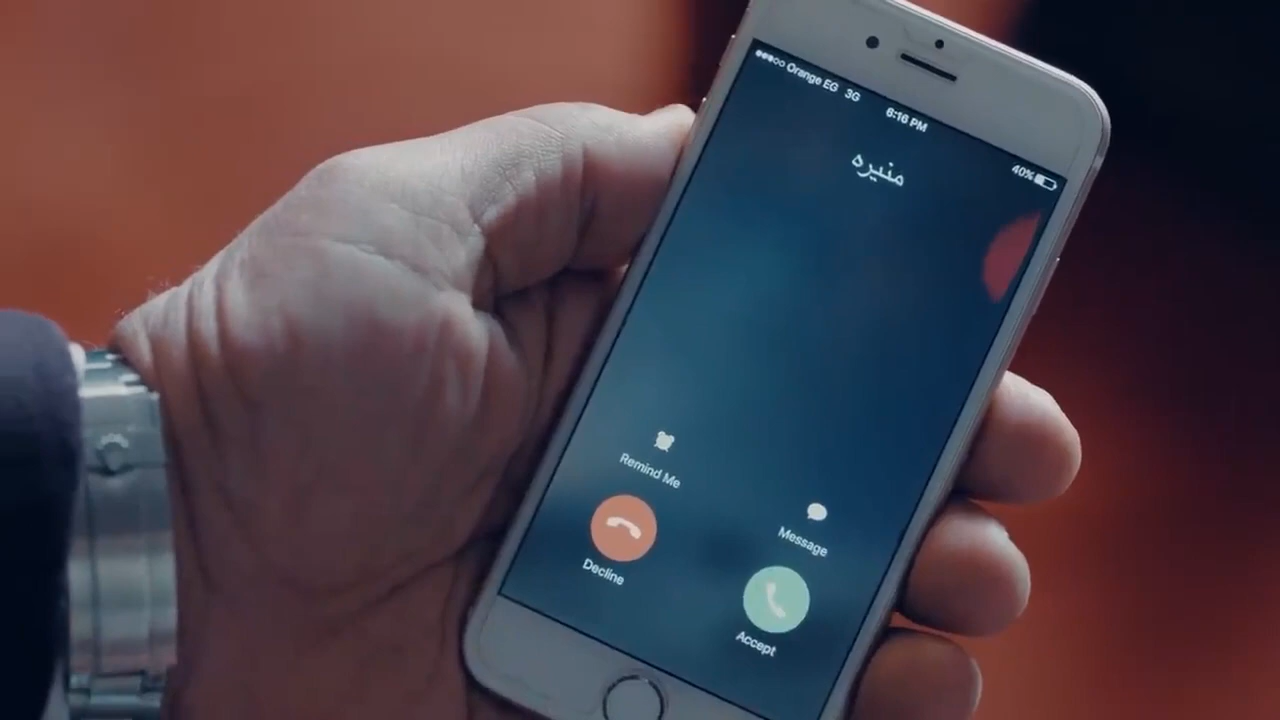 ●●●○○ Orange EG 3G
6:16 PM
40%
منيره
Remind Me
Message
Decline
Accept